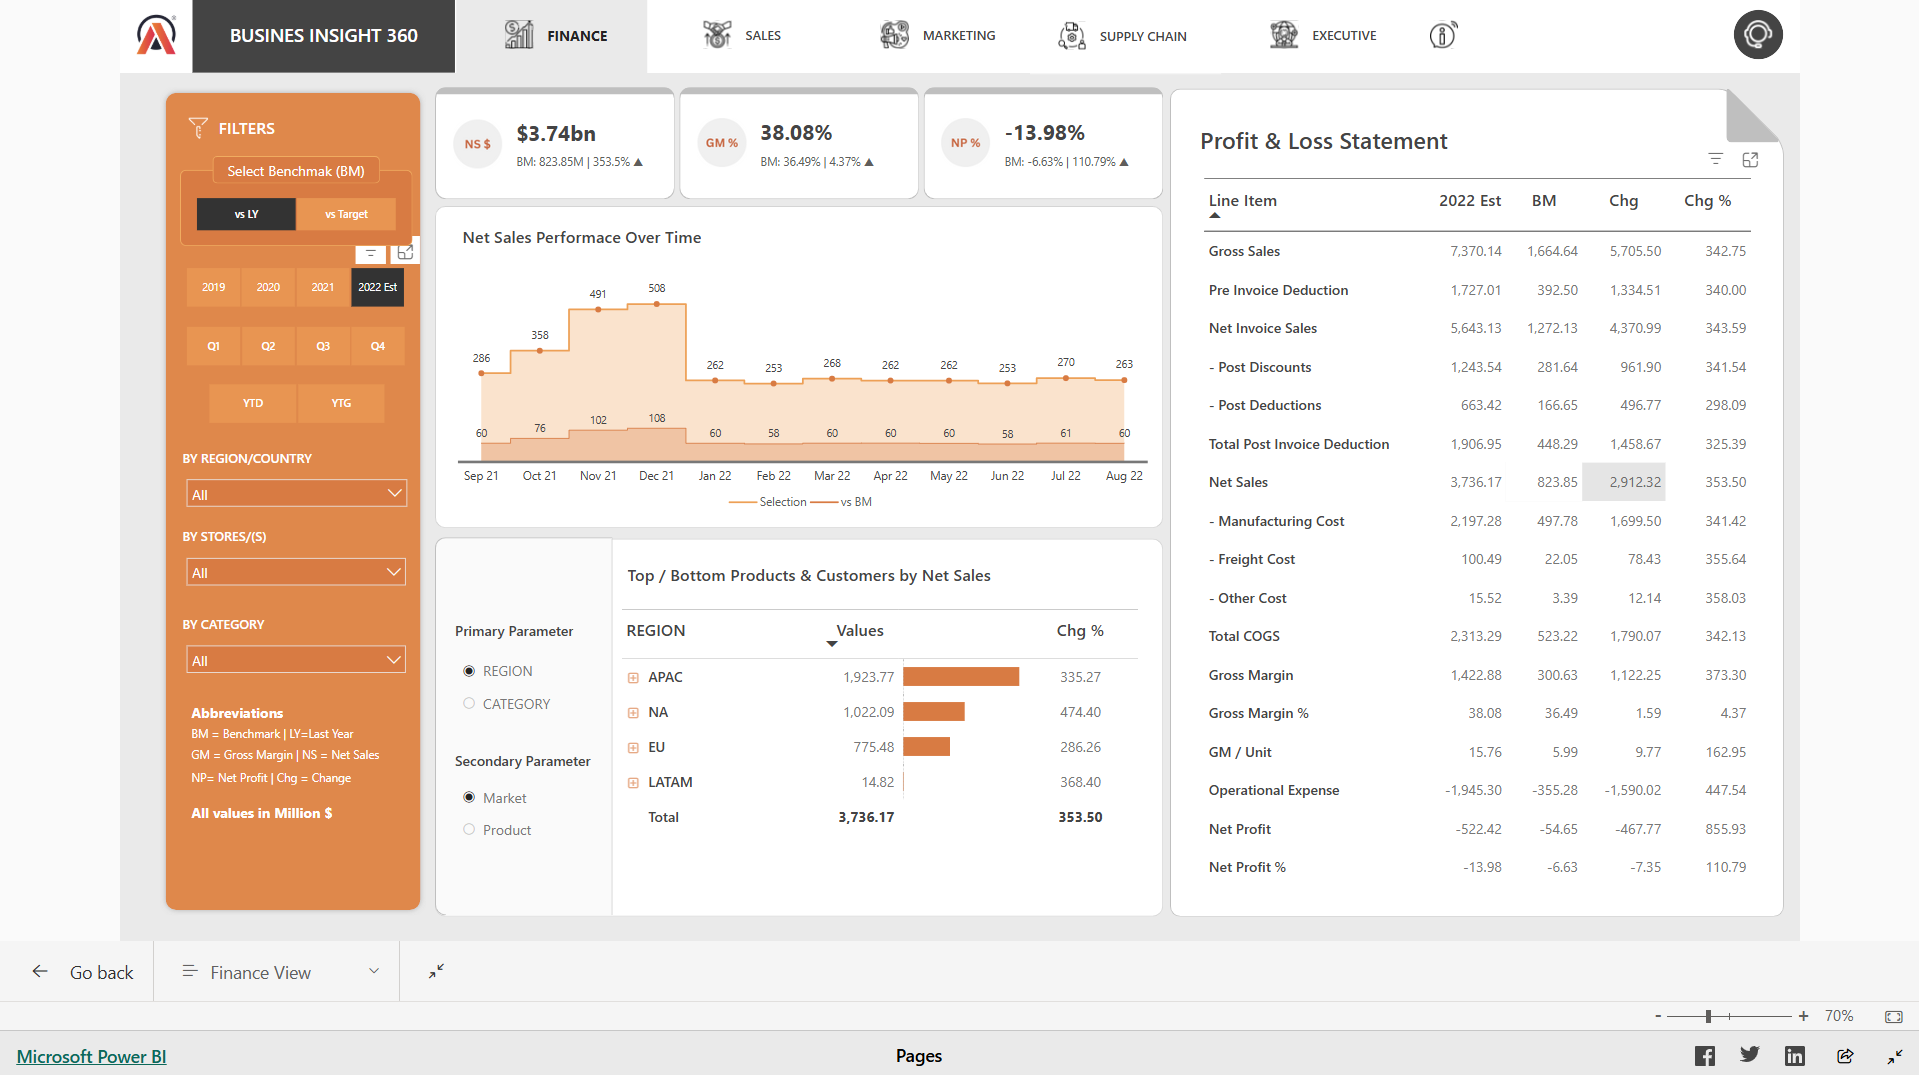 BUSINES INSIGHT 360
FINANCE
SALES
MARKETING
SUPPLY CHAIN
EXECUTIVE
FILTERS
Select Benchmak (BM)
vs LY
vs Target
2019 2020 2021 2022 Est
Q1 Q2 Q3 Q4
YTD YTG
BY REGION/COUNTRY
All
BY STORES/(S)
All
BY CATEGORY
All
Abbreviations
BM = Benchmark | LY=Last Year
GM = Gross Margin | NS = Net Sales
NP= Net Profit | Chg = Change
All values in Million $
NS $
$3.74bn
BM: 823.85M | 353.5% ▲
GM %
38.08%
BM: 36.49% | 4.37% ▲
NP %
-13.98%
BM: -6.63% | 110.79% ▲
Net Sales Performace Over Time
286 358 491 508 262 253 268 262 262 253 270 263
60 76 102 108 60 58 60 60 60 58 61 60
Sep 21 Oct 21 Nov 21 Dec 21 Jan 22 Feb 22 Mar 22 Apr 22 May 22 Jun 22 Jul 22 Aug 22
Selection vs BM
Primary Parameter
REGION
CATEGORY
Secondary Parameter
Market
Product
Top / Bottom Products & Customers by Net Sales
REGION Values Chg %
APAC 1,923.77 335.27
NA 1,022.09 474.40
EU 775.48 286.26
LATAM 14.82 368.40
Total 3,736.17 353.50
Profit & Loss Statement
Line Item 2022 Est BM Chg Chg %
Gross Sales 7,370.14 1,664.64 5,705.50 342.75
Pre Invoice Deduction 1,727.01 392.50 1,334.51 340.00
Net Invoice Sales 5,643.13 1,272.13 4,370.99 343.59
- Post Discounts 1,243.54 281.64 961.90 341.54
- Post Deductions 663.42 166.65 496.77 298.09
Total Post Invoice Deduction 1,906.95 448.29 1,458.67 325.39
Net Sales 3,736.17 823.85 2,912.32 353.50
- Manufacturing Cost 2,197.28 497.78 1,699.50 341.42
- Freight Cost 100.49 22.05 78.43 355.64
- Other Cost 15.52 3.39 12.14 358.03
Total COGS 2,313.29 523.22 1,790.07 342.13
Gross Margin 1,422.88 300.63 1,122.25 373.30
Gross Margin % 38.08 36.49 1.59 4.37
GM / Unit 15.76 5.99 9.77 162.95
Operational Expense -1,945.30 -355.28 -1,590.02 447.54
Net Profit -522.42 -54.65 -467.77 855.93
Net Profit % -13.98 -6.63 -7.35 110.79
Go back
Finance View
- + 70%
Microsoft Power BI
Pages